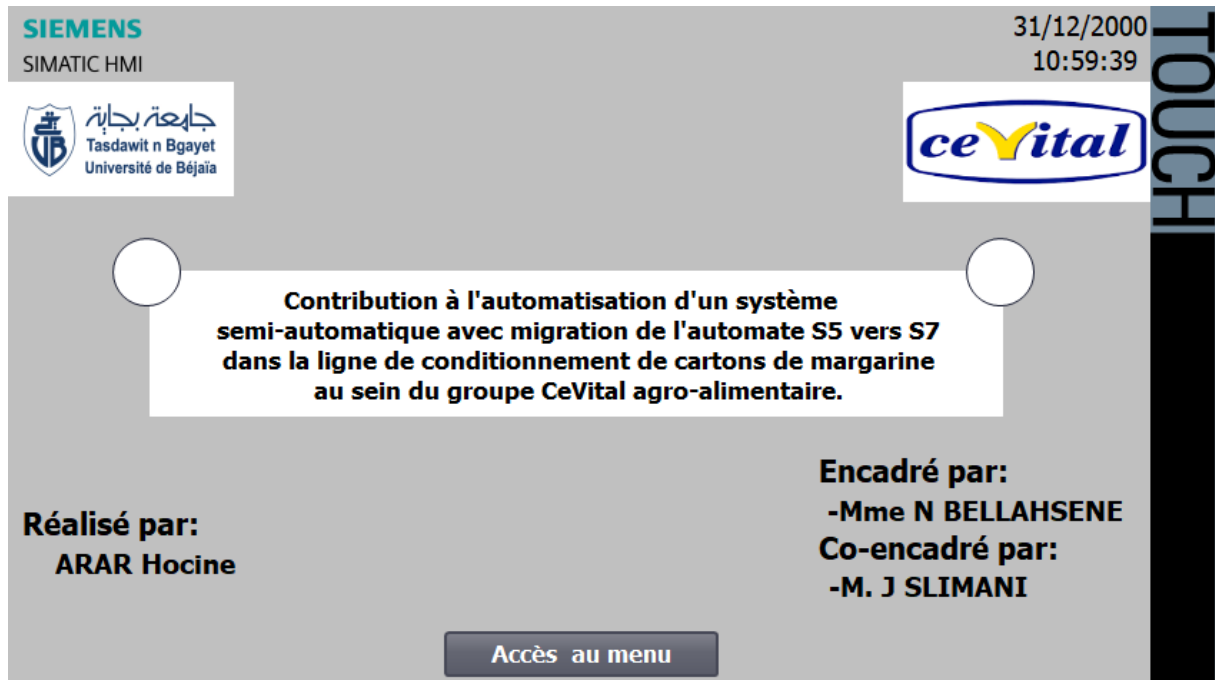 SIEMENS
31/12/2000
SIMATIC HMI
10:59:39
TOUCH
جامعة بجاية
Tasdawit n Bgayet
Université de Béjaïa
UB
ceVital
Contribution à l'automatisation d'un système
semi-automatique avec migration de l'automate S5 vers S7
dans la ligne de conditionnement de cartons de margarine
au sein du groupe CeVital agro-alimentaire.
Réalisé par:
ARAR Hocine
Encadré par:
-Mme N BELLAHSENE
Co-encadré par:
-M. J SLIMANI
Accès au menu